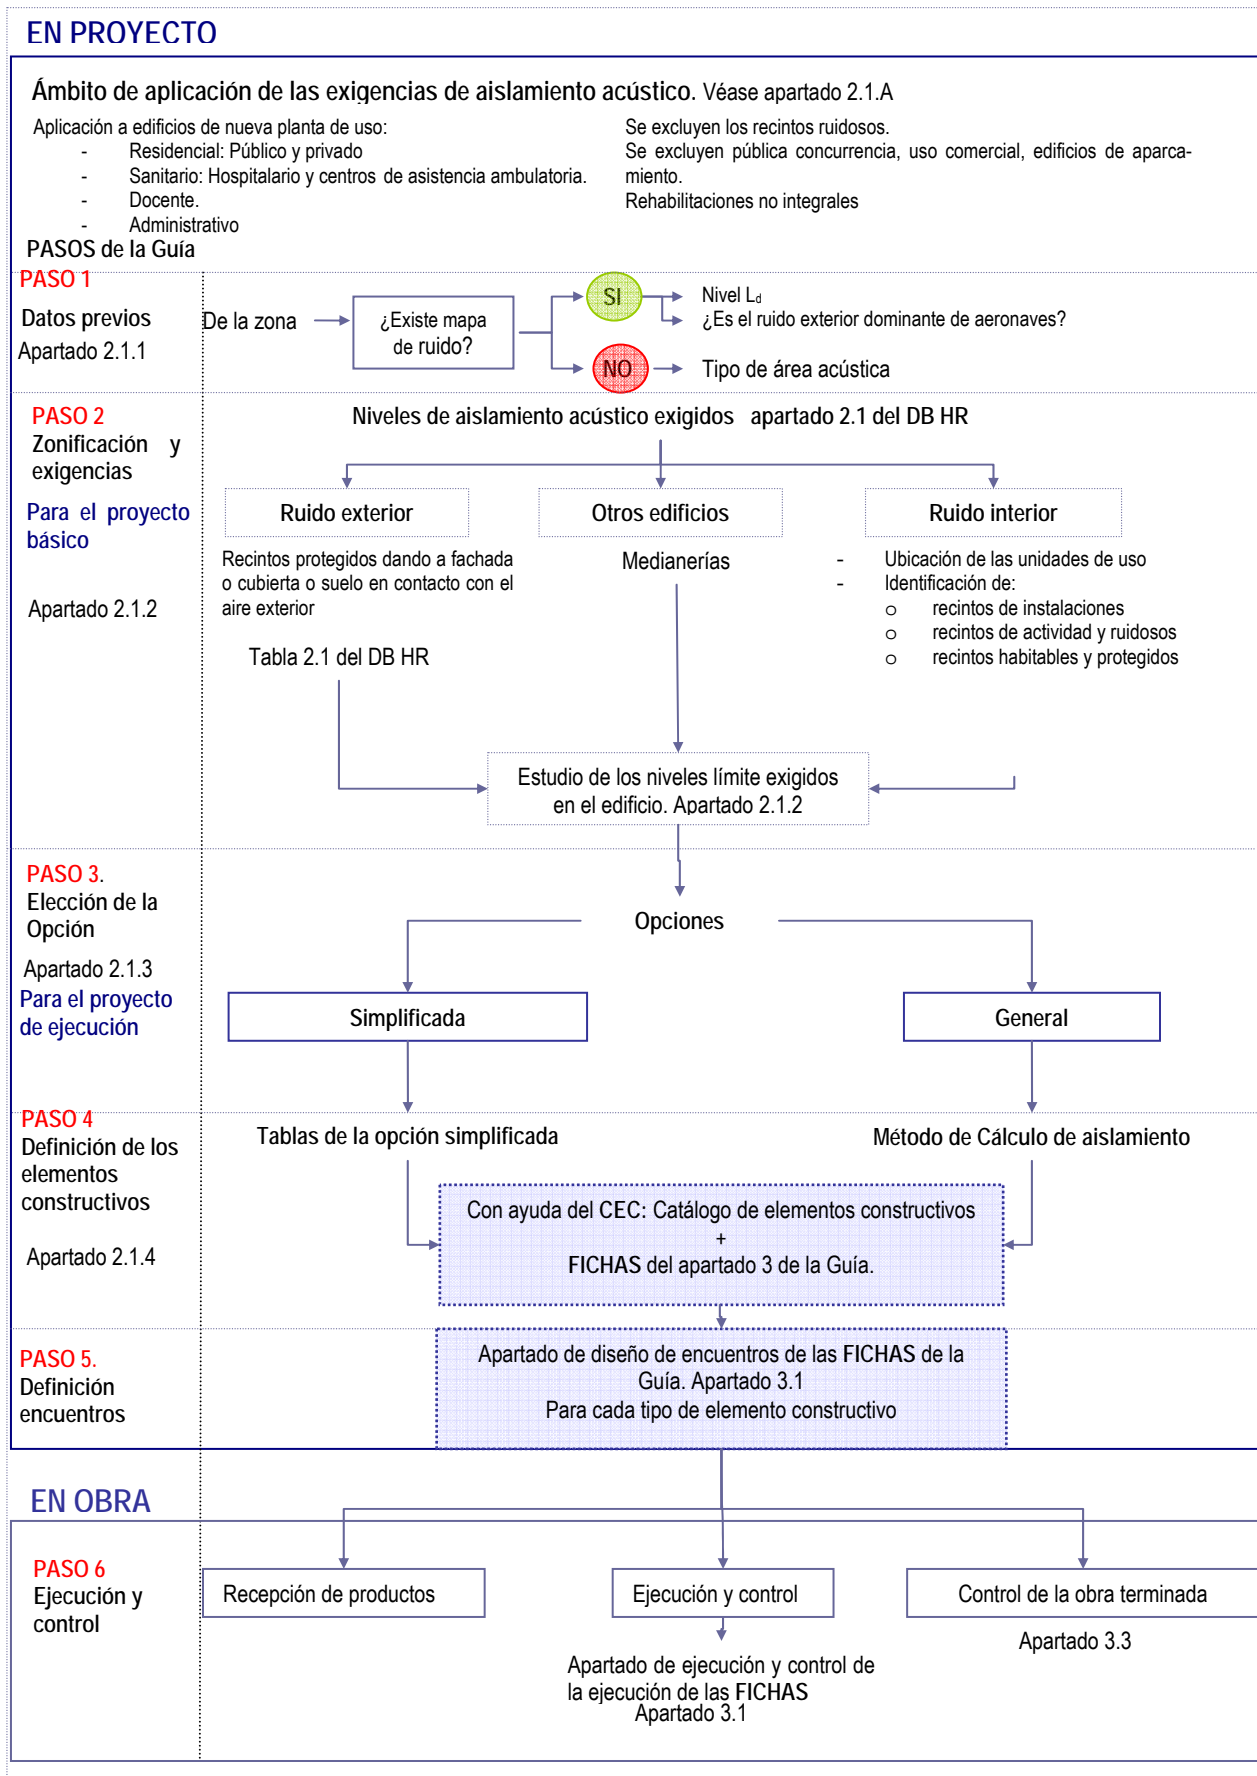 EN PROYECTO
Ámbito de aplicación de las exigencias de aislamiento acústico. Véase apartado 2.1.A
Aplicación a edificios de nueva planta de uso:
- Residencial: Público y privado
- Sanitario: Hospitalario y centros de asistencia ambulatoria.
- Docente.
- Administrativo
Se excluyen los recintos ruidosos.
Se excluyen pública concurrencia, uso comercial, edificios de aparca-
miento.
Rehabilitaciones no integrales
PASOS de la Guía
PASO 1
Datos previos
Apartado 2.1.1
De la zona
¿Existe mapa
de ruido?
SI
Nivel Ld
¿Es el ruido exterior dominante de aeronaves?
NO
Tipo de área acústica
PASO 2
Zonificación y
exigencias
Para el proyecto
básico
Apartado 2.1.2
Niveles de aislamiento acústico exigidos apartado 2.1 del DB HR
Ruido exterior
Otros edificios
Ruido interior
Recintos protegidos dando a fachada
o cubierta o suelo en contacto con el
aire exterior
Tabla 2.1 del DB HR
Medianerías
- Ubicación de las unidades de uso
- Identificación de:
o recintos de instalaciones
o recintos de actividad y ruidosos
o recintos habitables y protegidos
Estudio de los niveles límite exigidos
en el edificio. Apartado 2.1.2
PASO 3.
Elección de la
Opción
Apartado 2.1.3
Para el proyecto
de ejecución
Opciones
Simplificada
General
PASO 4
Definición de los
elementos
constructivos
Apartado 2.1.4
Tablas de la opción simplificada
Método de Cálculo de aislamiento
Con ayuda del CEC: Catálogo de elementos constructivos
+
FICHAS del apartado 3 de la Guía.
PASO 5.
Definición
encuentros
Apartado de diseño de encuentros de las FICHAS de la
Guía. Apartado 3.1
Para cada tipo de elemento constructivo
EN OBRA
PASO 6
Ejecución y
control
Recepción de productos
Ejecución y control
Control de la obra terminada
Apartado 3.3
Apartado de ejecución y control de
la ejecución de las FICHAS
Apartado 3.1